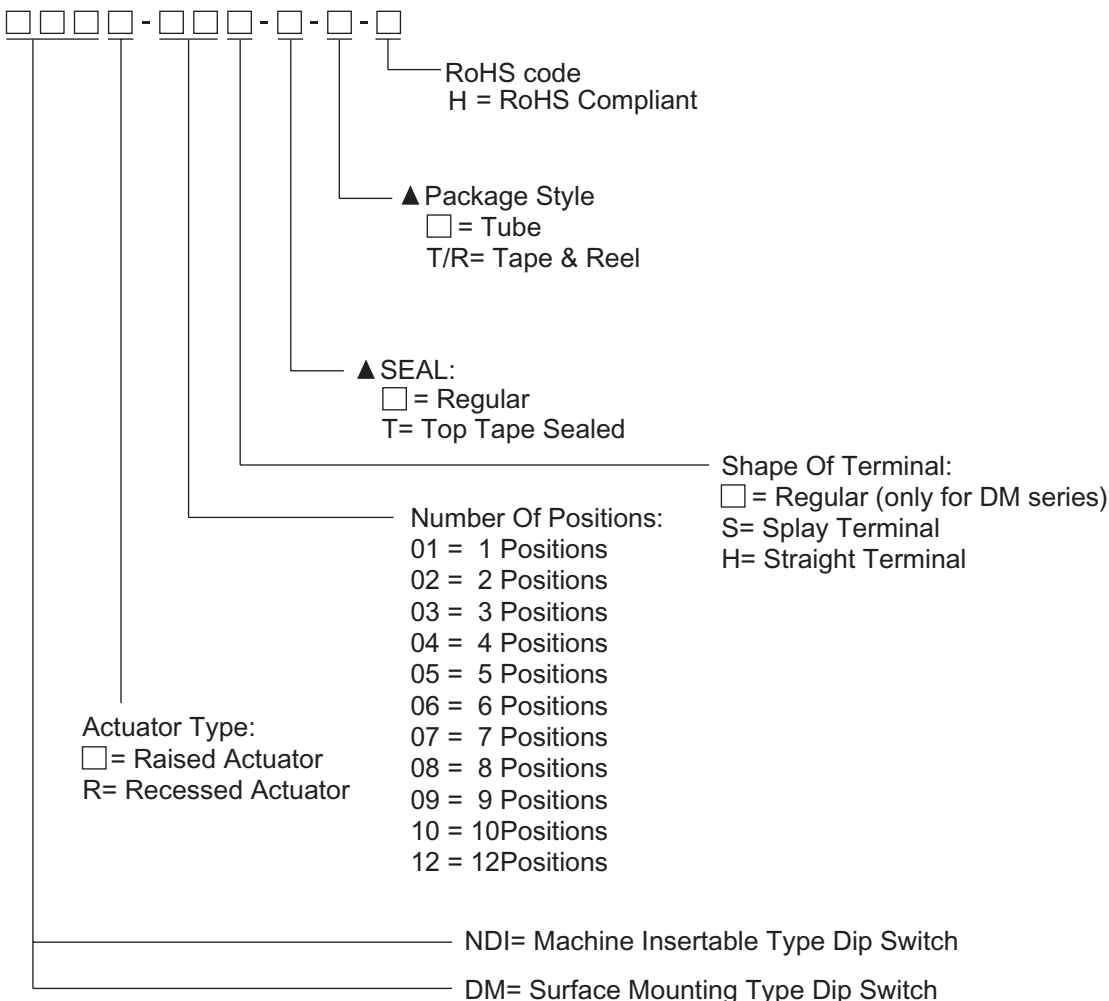 □□□□-□□□-□-□-□
RoHS code
H = RoHS Compliant
▲Package Style
□= Tube
T/R= Tape & Reel
▲SEAL:
□= Regular
T= Top Tape Sealed
Shape Of Terminal:
□= Regular (only for DM series)
S= Splay Terminal
H= Straight Terminal
Number Of Positions:
01 = 1 Positions
02 = 2 Positions
03 = 3 Positions
04 = 4 Positions
05 = 5 Positions
06 = 6 Positions
07 = 7 Positions
08 = 8 Positions
09 = 9 Positions
10 = 10Positions
12 = 12Positions
Actuator Type:
□= Raised Actuator
R= Recessed Actuator
NDI= Machine Insertable Type Dip Switch
DM= Surface Mounting Type Dip Switch